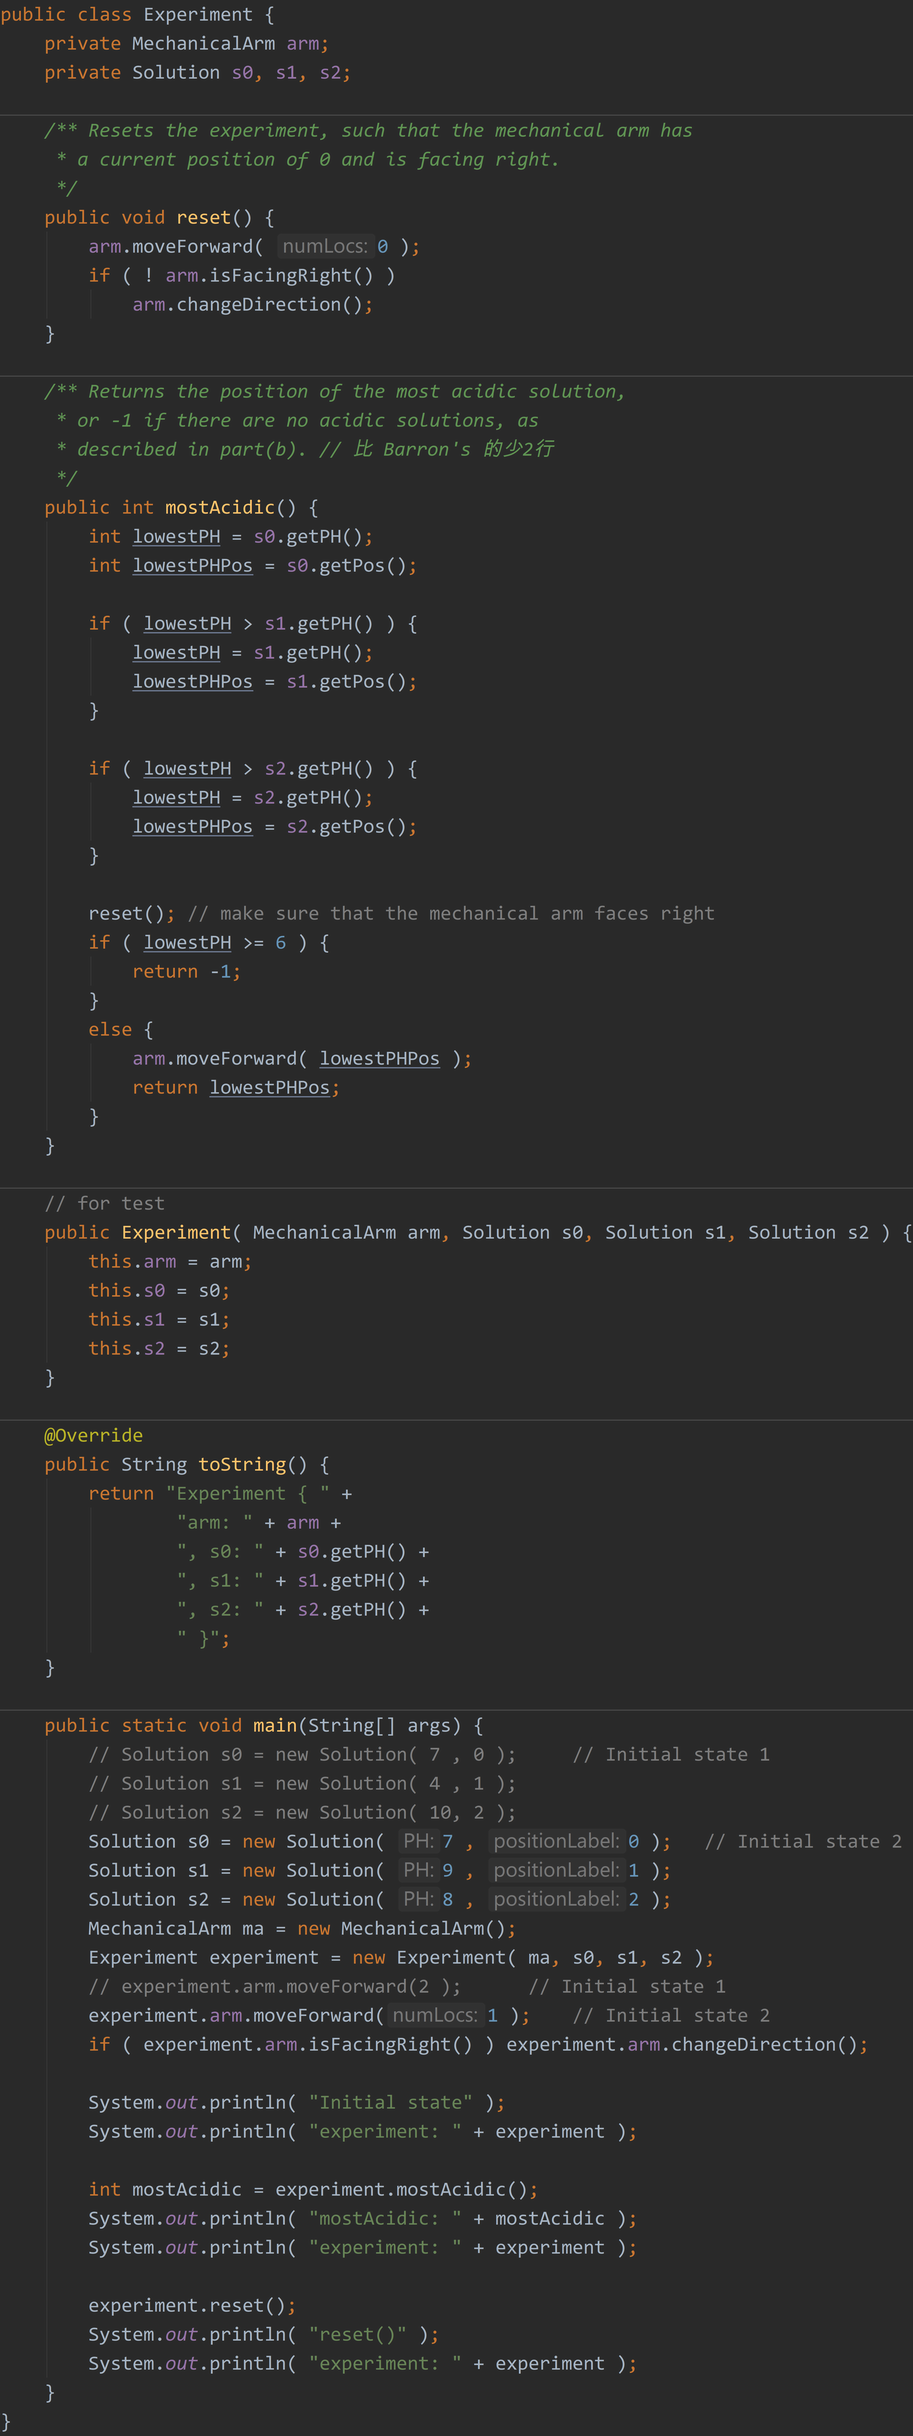 public class Experiment {
    private MechanicalArm arm;
    private Solution s0, s1, s2;

    /** Resets the experiment, such that the mechanical arm has
     * a current position of 0 and is facing right.
     */
    public void reset() {
        arm.moveForward( numLocs: 0 );
        if ( ! arm.isFacingRight() )
            arm.changeDirection();
    }

    /** Returns the position of the most acidic solution,
     * or -1 if there are no acidic solutions, as
     * described in part(b). // 比 Barron's 的少2行
     */
    public int mostAcidic() {
        int lowestPH = s0.getPH();
        int lowestPHPos = s0.getPos();

        if ( lowestPH > s1.getPH() ) {
            lowestPH = s1.getPH();
            lowestPHPos = s1.getPos();
        }

        if ( lowestPH > s2.getPH() ) {
            lowestPH = s2.getPH();
            lowestPHPos = s2.getPos();
        }

        reset(); // make sure that the mechanical arm faces right
        if ( lowestPH >= 6 ) {
            return -1;
        }
        else {
            arm.moveForward( lowestPHPos );
            return lowestPHPos;
        }
    }

    // for test
    public Experiment( MechanicalArm arm, Solution s0, Solution s1, Solution s2 ) {
        this.arm = arm;
        this.s0 = s0;
        this.s1 = s1;
        this.s2 = s2;
    }

    @Override
    public String toString() {
        return "Experiment { " +
                "arm: " + arm +
                ", s0: " + s0.getPH() +
                ", s1: " + s1.getPH() +
                ", s2: " + s2.getPH() +
                " }";
    }

    public static void main(String[] args) {
        // Solution s0 = new Solution( 7 , 0 );     // Initial state 1
        // Solution s1 = new Solution( 4 , 1 );
        // Solution s2 = new Solution( 10, 2 );
        Solution s0 = new Solution( PH: 7 , positionLabel: 0 );   // Initial state 2
        Solution s1 = new Solution( PH: 9 , positionLabel: 1 );
        Solution s2 = new Solution( PH: 8 , positionLabel: 2 );
        MechanicalArm ma = new MechanicalArm();
        Experiment experiment = new Experiment( ma, s0, s1, s2 );
        // experiment.arm.moveForward(2 );      // Initial state 1
        experiment.arm.moveForward( numLocs: 1 );    // Initial state 2
        if ( experiment.arm.isFacingRight() ) experiment.arm.changeDirection();

        System.out.println( "Initial state" );
        System.out.println( "experiment: " + experiment );

        int mostAcidic = experiment.mostAcidic();
        System.out.println( "mostAcidic: " + mostAcidic );
        System.out.println( "experiment: " + experiment );

        experiment.reset();
        System.out.println( "reset()" );
        System.out.println( "experiment: " + experiment );
    }
}